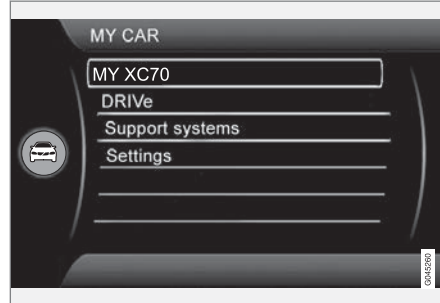 MY CAR
MY XC70
DRIVe
Support systems
Settings
G045260